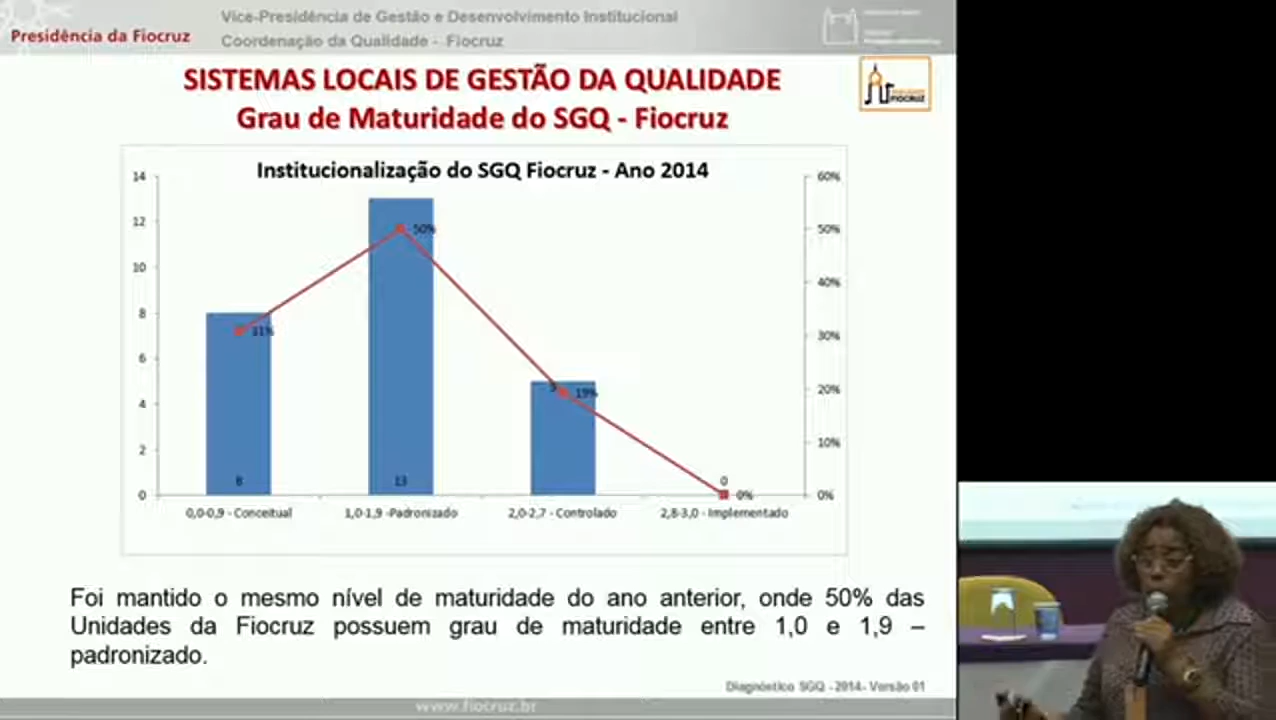 Presidência da Fiocruz
Vice-Presidência de Gestão e Desenvolvimento Institucional
Coordenação da Qualidade - Fiocruz
SISTEMAS LOCAIS DE GESTÃO DA QUALIDADE
FIOCRUZ
Grau de Maturidade do SGQ - Fiocruz
Institucionalização do SGQ Fiocruz - Ano 2014
14
12
10
8
6
4
2
0
60%
50%
40%
30%
20%
10%
0%
31%
50%
19%
0%
8
13
5
0
0,0-0,9 - Conceitual
1,0-1,9 -Padronizado
2,0-2,7 - Controlado
2,8-3,0 - Implementado
Foi mantido o mesmo nível de maturidade do ano anterior, onde 50% das
Unidades da Fiocruz possuem grau de maturidade entre 1,0 e 1,9 –
padronizado.
Diagnóstico SGQ -2014- Versão 01
www.fiocruz.br